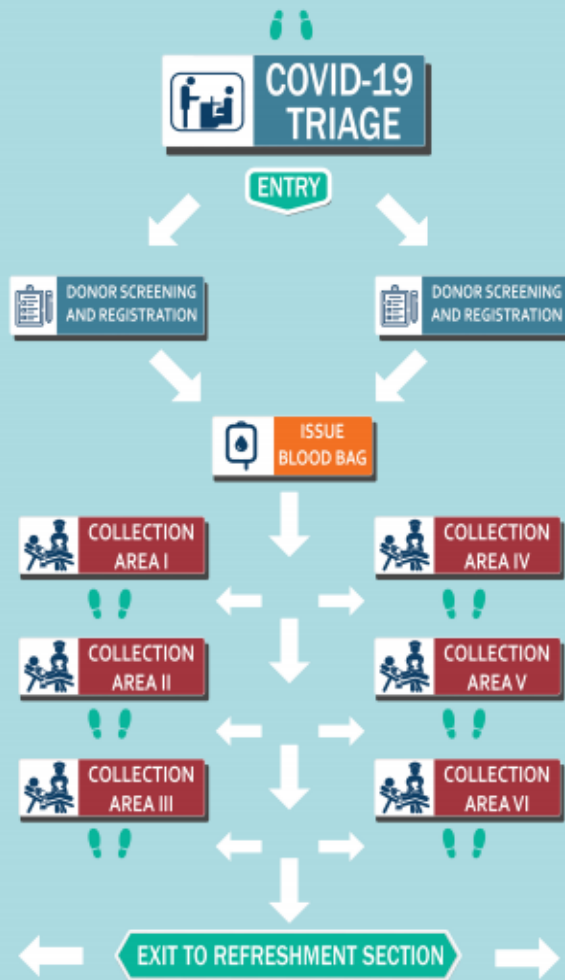 COVID-19
TRIAGE
ENTRY
DONOR SCREENING
AND REGISTRATION
DONOR SCREENING
AND REGISTRATION
ISSUE
BLOOD BAG
COLLECTION
AREA I
COLLECTION
AREA IV
COLLECTION
AREA II
COLLECTION
AREA V
COLLECTION
AREA III
COLLECTION
AREA VI
EXIT TO REFRESHMENT SECTION